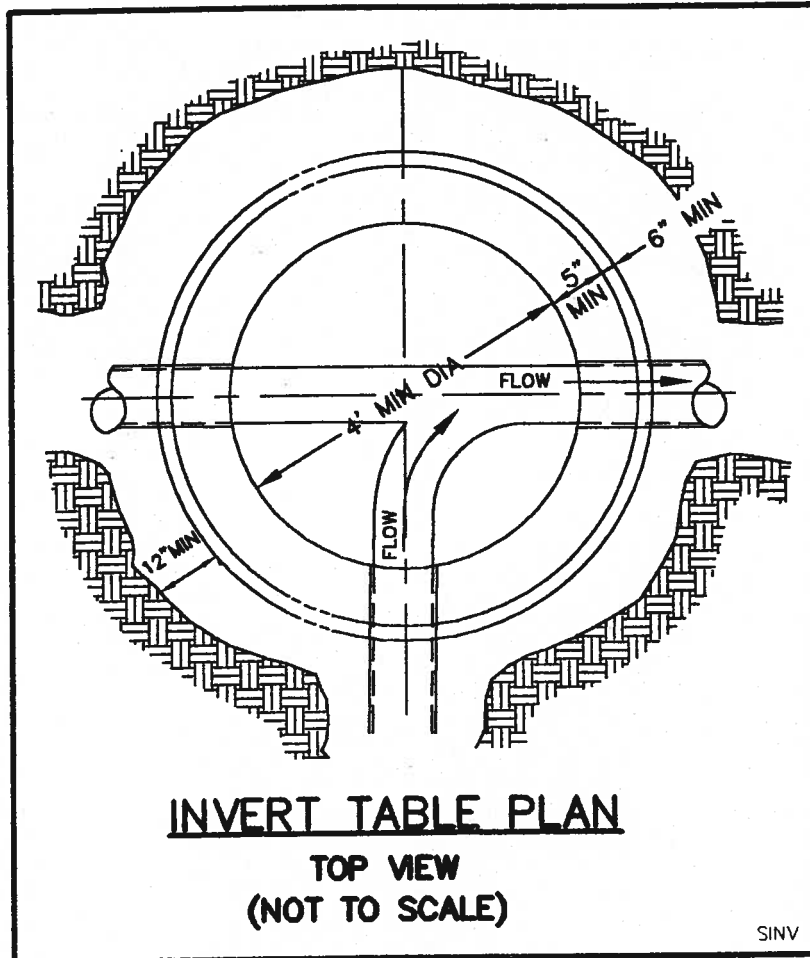 6" MIN
5"
MIN
4' MIN DIA
FLOW
FLOW
12"MIN
INVERT TABLE PLAN
TOP VIEW
(NOT TO SCALE)
SINV